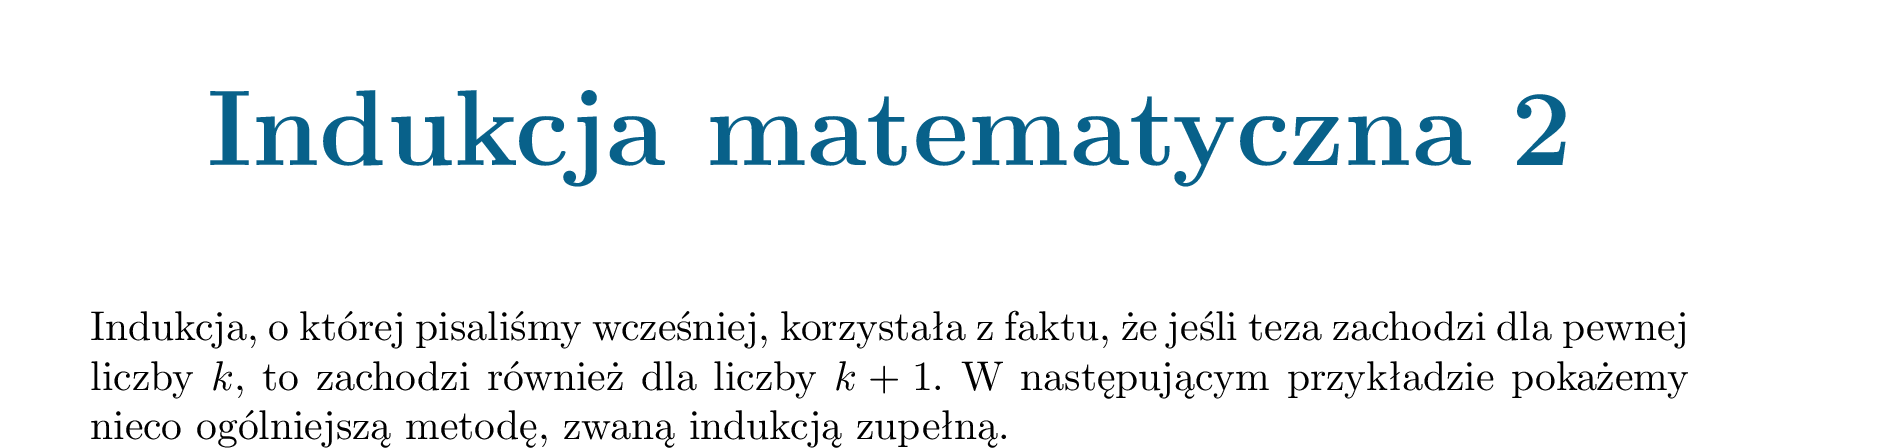 Indukcja matematyczna 2
Indukcja, o której pisaliśmy wcześniej, korzystała z faktu, że jeśli teza zachodzi dla pewnej
liczby k, to zachodzi również dla liczby k + 1. W następującym przykładzie pokażemy
nieco ogólniejszą metodę, zwaną indukcją zupełną.